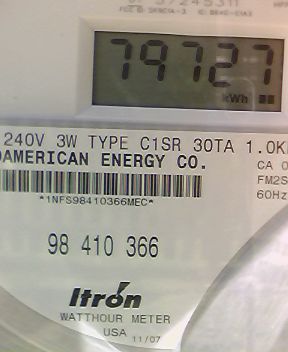 79727
kWh
240V 3W TYPE C1SR 30TA 1.0K
AMERICAN ENERGY CO.
CA
FM2S
60Hz
*1NFS98410366MEC*
98 410 366
Itron
WATTHOUR METER
USA 11/07